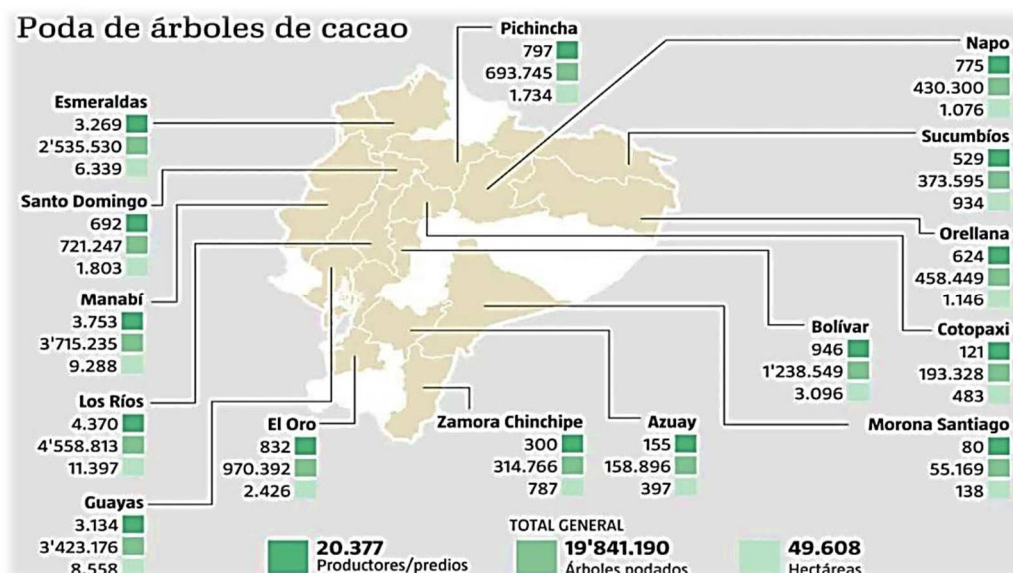 Poda de árboles de cacao
Pichincha
797
693.745
1.734
Napo
775
430.300
1.076
Esmeraldas
3.269
2'535.530
6.339
Sucumbíos
529
373.595
934
Santo Domingo
692
721.247
1.803
Orellana
624
458.449
1.146
Manabí
3.753
3'715.235
9.288
Bolívar
946
1'238.549
3.096
Cotopaxi
121
193.328
483
Los Ríos
4.370
4'558.813
11.397
El Oro
832
970.392
2.426
Zamora Chinchipe
300
314.766
787
Azuay
155
158.896
397
Morona Santiago
80
55.169
138
Guayas
3.134
3'423.176
8.558
TOTAL GENERAL
20.377
Productores/predios
19'841.190
Árboles podados
49.608
Hectáreas